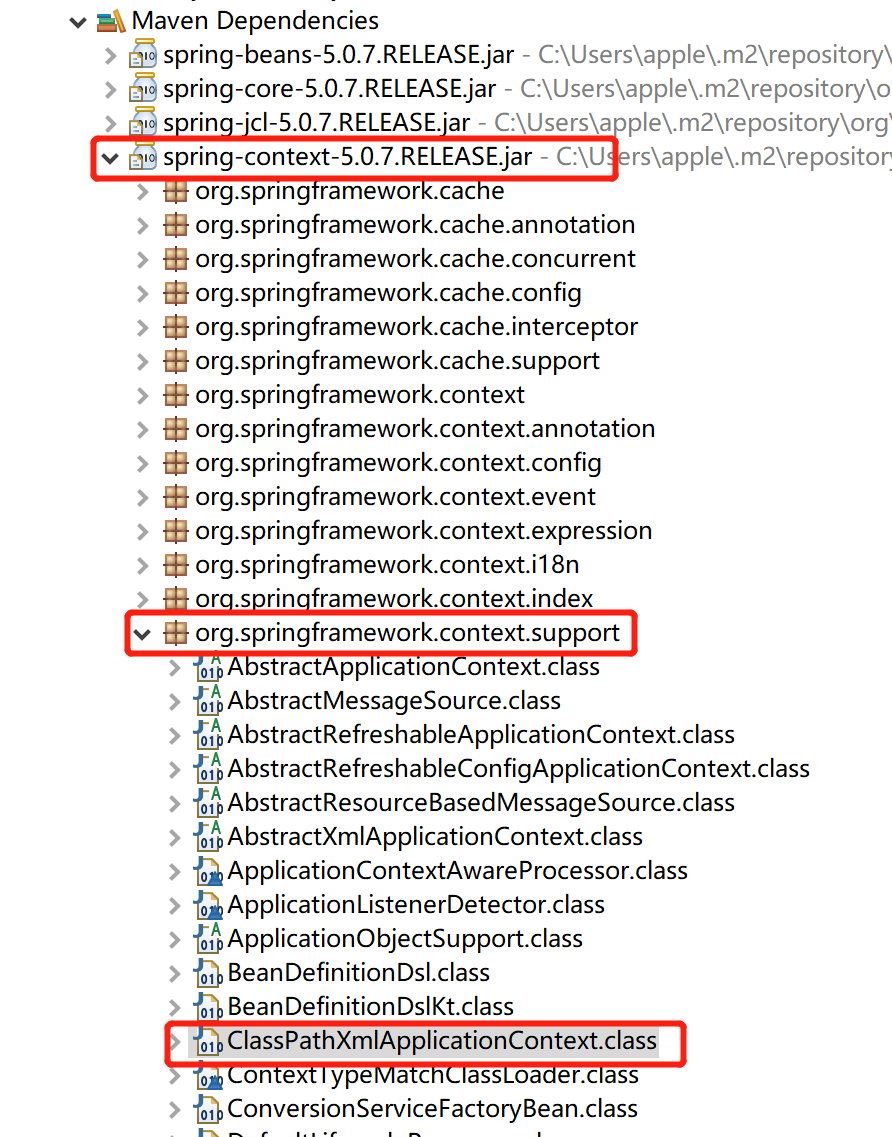 Maven Dependencies
spring-beans-5.0.7.RELEASE.jar - C:\Users\apple\.m2\repository\
spring-core-5.0.7.RELEASE.jar - C:\Users\apple\.m2\repository\o
spring-jcl-5.0.7.RELEASE.jar - C:\Users\apple\.m2\repository\org\
spring-context-5.0.7.RELEASE.jar - C:\Users\apple\.m2\repository
org.springframework.cache
org.springframework.cache.annotation
org.springframework.cache.concurrent
org.springframework.cache.config
org.springframework.cache.interceptor
org.springframework.cache.support
org.springframework.context
org.springframework.context.annotation
org.springframework.context.config
org.springframework.context.event
org.springframework.context.expression
org.springframework.context.i18n
org.springframework.context.index
org.springframework.context.support
AbstractApplicationContext.class
AbstractMessageSource.class
AbstractRefreshableApplicationContext.class
AbstractRefreshableConfigApplicationContext.class
AbstractResourceBasedMessageSource.class
AbstractXmlApplicationContext.class
ApplicationContextAwareProcessor.class
ApplicationListenerDetector.class
ApplicationObjectSupport.class
BeanDefinitionDsl.class
BeanDefinitionDslKt.class
ClassPathXmlApplicationContext.class
ContextTypeMatchClassLoader.class
ConversionServiceFactoryBean.class